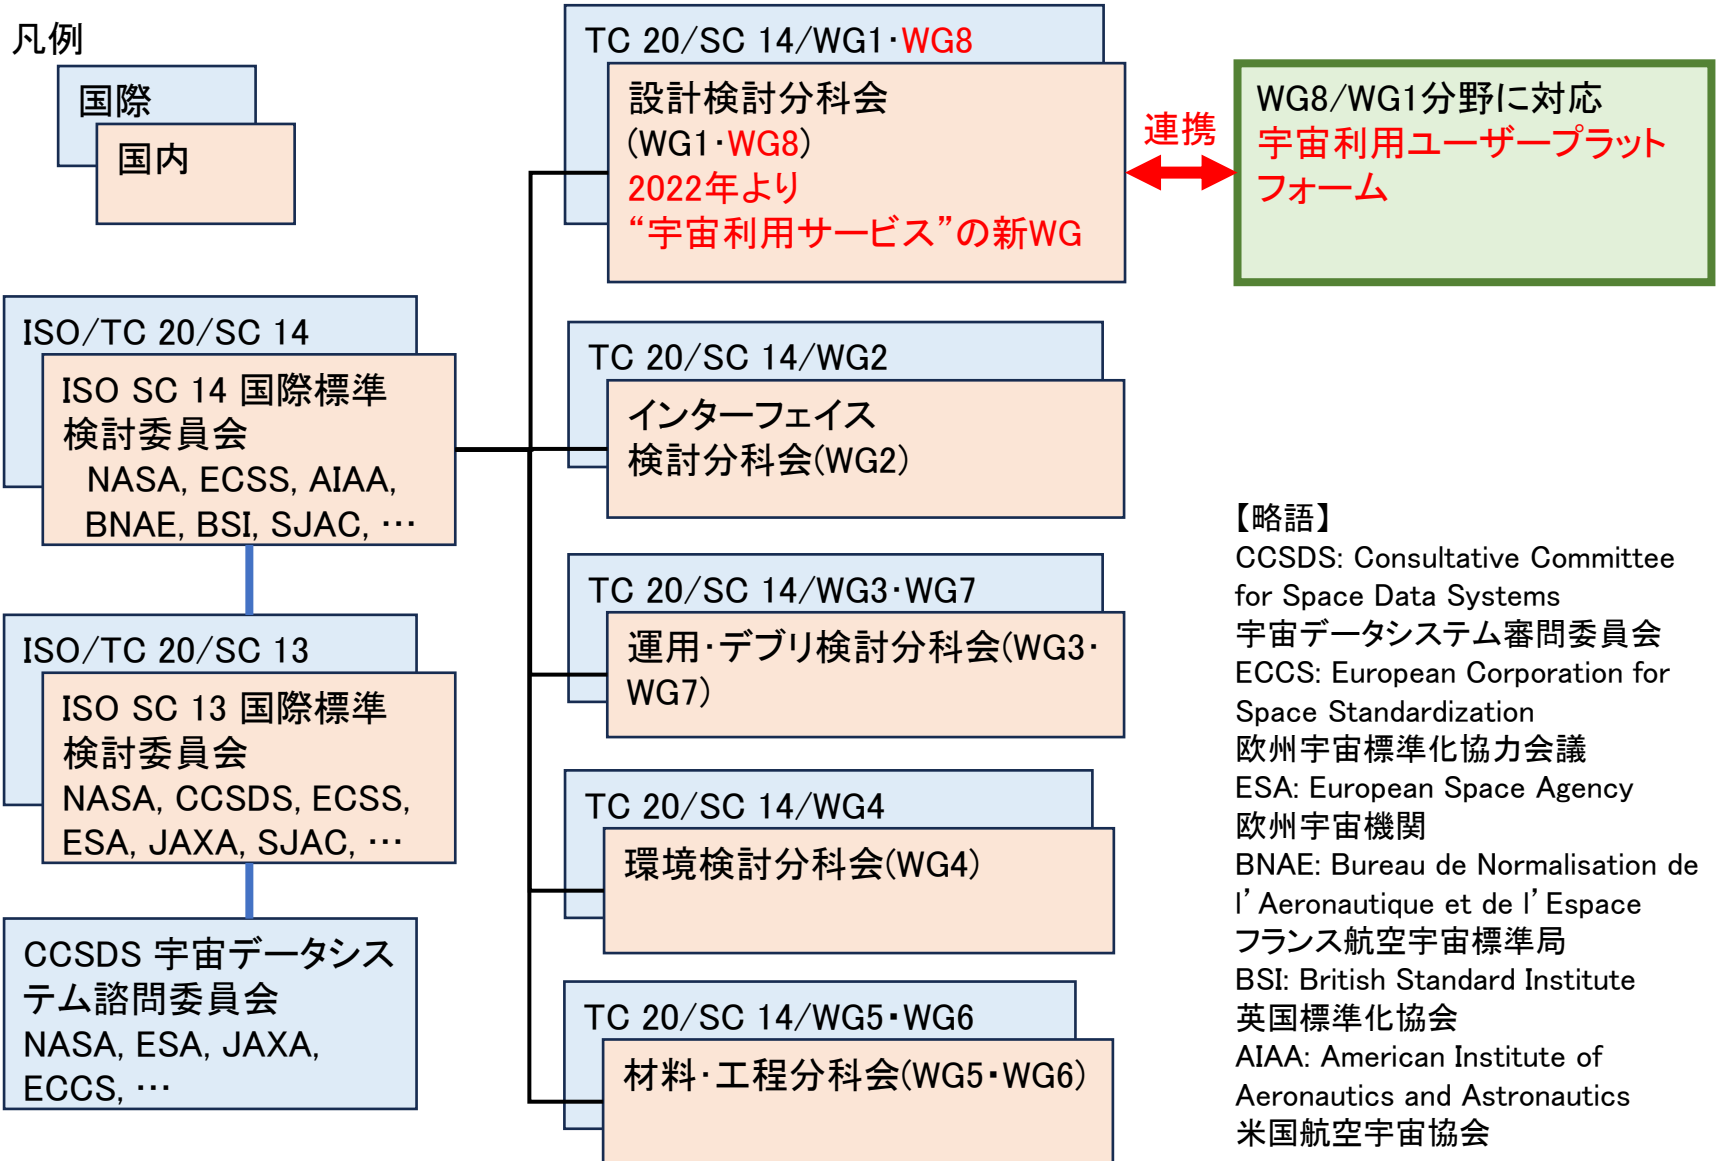 凡例
国際
国内
TC 20/SC 14/WG1・WG8
設計検討分科会
(WG1・WG8)
2022年より
“宇宙利用サービス”の新WG
連携
WG8/WG1分野に対応
宇宙利用ユーザープラット
フォーム
ISO/TC 20/SC 14
ISO SC 14 国際標準
検討委員会
NASA, ECSS, AIAA,
BNAE, BSI, SJAC, …
ISO/TC 20/SC 13
ISO SC 13 国際標準
検討委員会
NASA, CCSDS, ECSS,
ESA, JAXA, SJAC, …
CCSDS 宇宙データシス
テム諮問委員会
NASA, ESA, JAXA,
ECCS, …
TC 20/SC 14/WG2
インターフェイス
検討分科会(WG2)
TC 20/SC 14/WG3・WG7
運用・デブリ検討分科会(WG3・
WG7)
TC 20/SC 14/WG4
環境検討分科会(WG4)
TC 20/SC 14/WG5・WG6
材料・工程分科会(WG5・WG6)
【略語】
CCSDS: Consultative Committee
for Space Data Systems
宇宙データシステム審問委員会
ECCS: European Corporation for
Space Standardization
欧州宇宙標準化協力会議
ESA: European Space Agency
欧州宇宙機関
BNAE: Bureau de Normalisation de
l’Aeronautique et de l’Espace
フランス航空宇宙標準局
BSI: British Standard Institute
英国標準化協会
AIAA: American Institute of
Aeronautics and Astronautics
米国航空宇宙協会